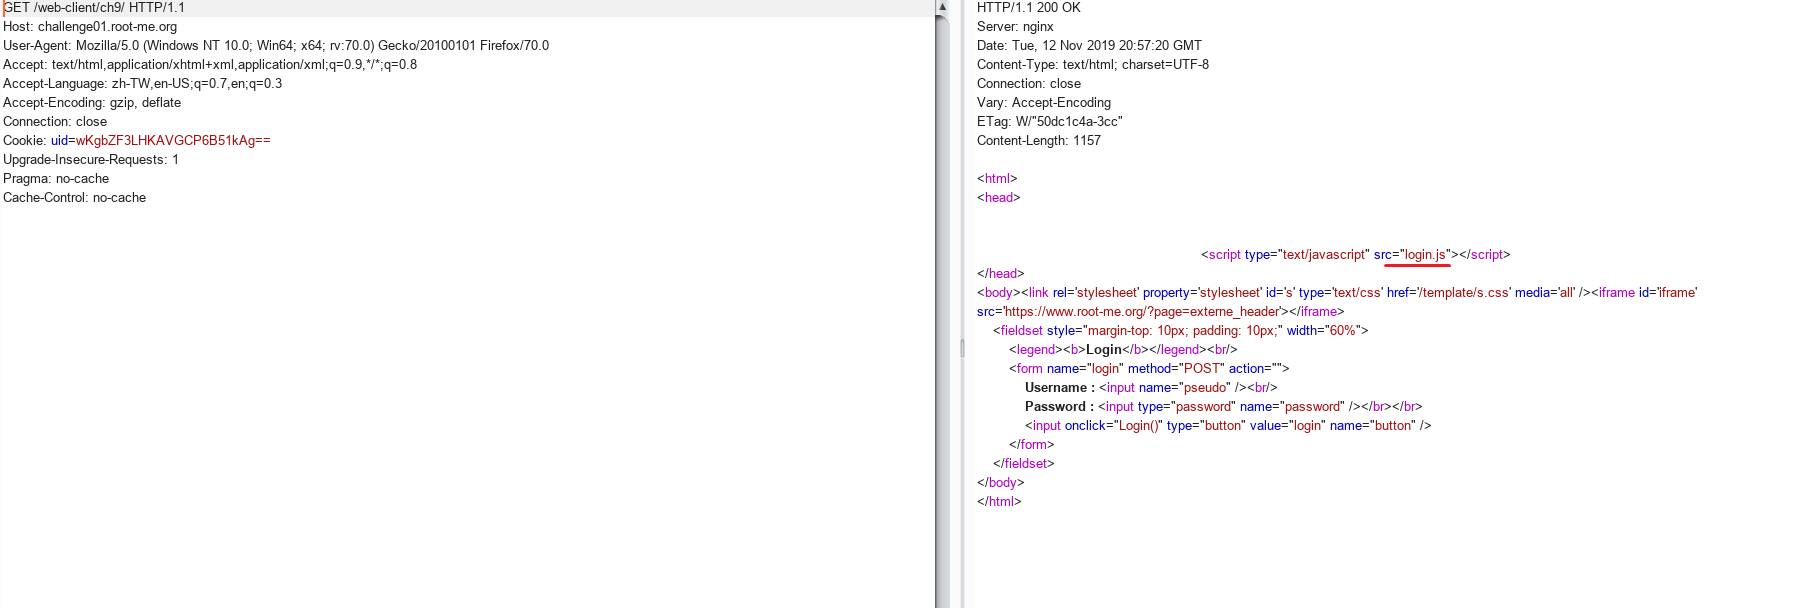 GET /web-client/ch9/ HTTP/1.1
Host: challenge01.root-me.org
User-Agent: Mozilla/5.0 (Windows NT 10.0; Win64; x64; rv:70.0) Gecko/20100101 Firefox/70.0
Accept: text/html,application/xhtml+xml,application/xml;q=0.9,*/*;q=0.8
Accept-Language: zh-TW,en-US;q=0.7,en;q=0.3
Accept-Encoding: gzip, deflate
Connection: close
Cookie: uid=wKgbZF3LHKAVGCP6B51kAg==
Upgrade-Insecure-Requests: 1
Pragma: no-cache
Cache-Control: no-cache
HTTP/1.1 200 OK
Server: nginx
Date: Tue, 12 Nov 2019 20:57:20 GMT
Content-Type: text/html; charset=UTF-8
Connection: close
Vary: Accept-Encoding
ETag: W/"50dc1c4a-3cc"
Content-Length: 1157
<html>
<head>
<script type="text/javascript" src="login.js"></script>
</head>
<body><link rel='stylesheet' property='stylesheet' id='s' type='text/css' href='/template/s.css' media='all' /><iframe id='iframe'
src='https://www.root-me.org/?page=externe_header'></iframe>
<fieldset style="margin-top: 10px; padding: 10px;" width="60%">
<legend><b>Login</b></legend><br/>
<form name="login" method="POST" action="">
Username : <input name="pseudo" /><br/>
Password : <input type="password" name="password" /></br></br>
<input onclick="Login()" type="button" value="login" name="button" />
</form>
</fieldset>
</body>
</html>